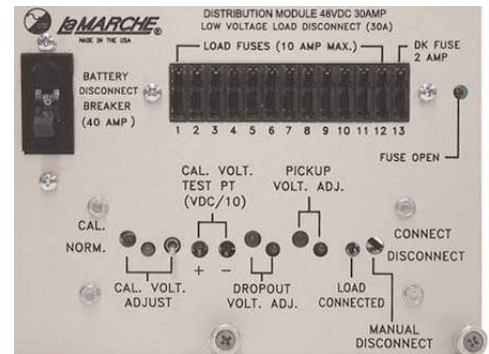 LaMARCHE®
MADE IN THE USA
DISTRIBUTION MODULE 48VDC 30AMP
LOW VOLTAGE LOAD DISCONNECT (30A)
LOAD FUSES (10 AMP MAX.)
DK FUSE
2 AMP
BATTERY
DISCONNECT
BREAKER
(40 AMP)
1 2 3 4 5 6 7 8 9 10 11 12 13
FUSE OPEN
CAL. VOLT.
TEST PT
(VDC/10)
PICKUP
VOLT. ADJ.
CAL.
NORM.
CONNECT
DISCONNECT
+ −
CAL. VOLT.
ADJUST
DROPOUT
VOLT. ADJ.
LOAD
CONNECTED
MANUAL
DISCONNECT